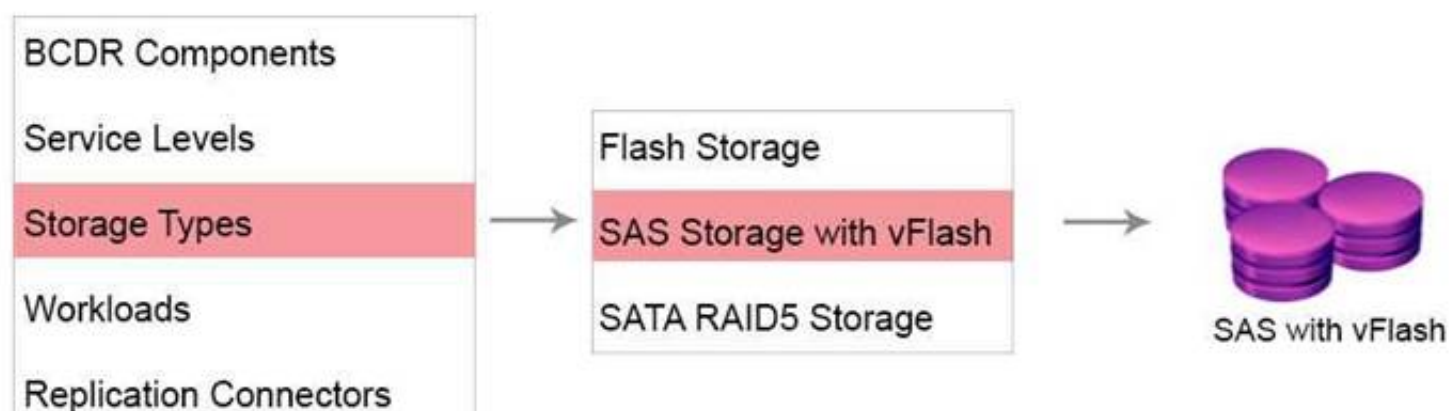 BCDR Components
Service Levels
Storage Types
Workloads
Replication Connectors
Flash Storage
SAS Storage with vFlash
SATA RAID5 Storage
SAS with vFlash